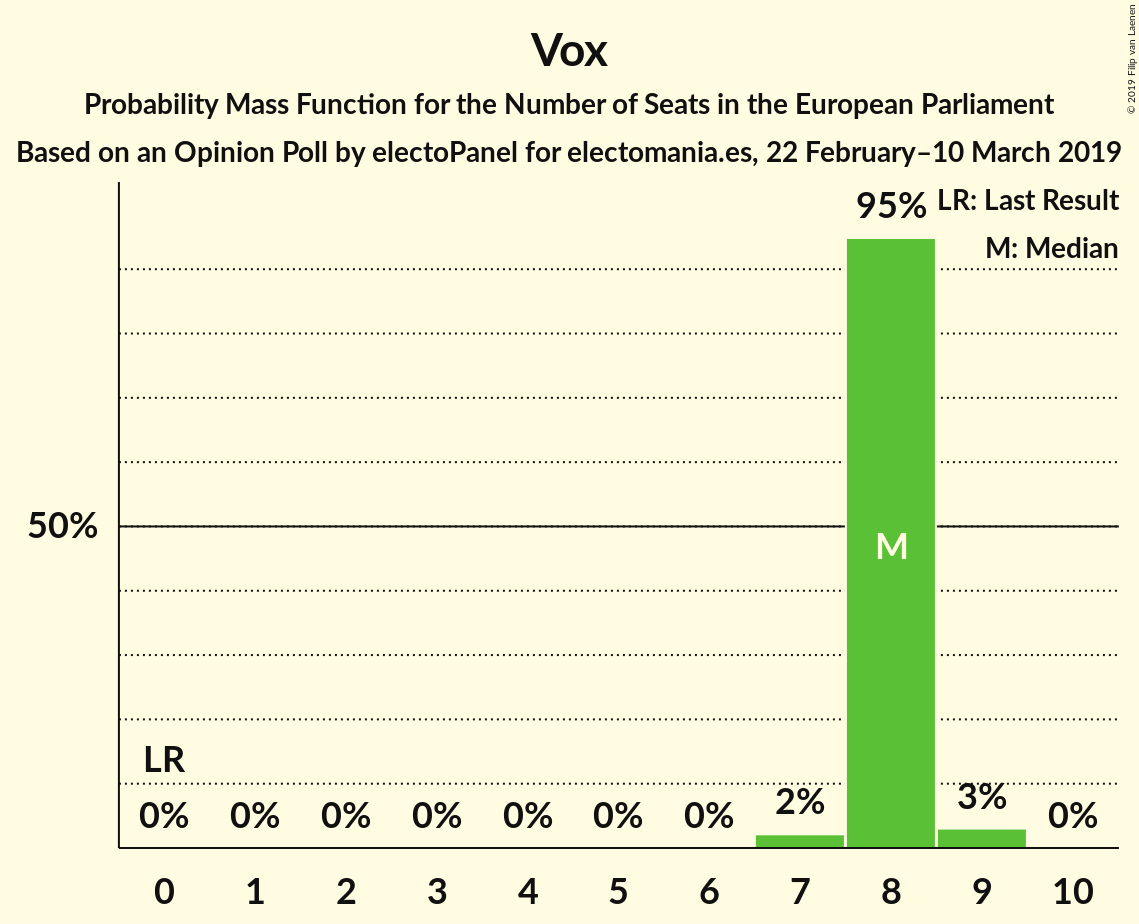 Vox
Probability Mass Function for the Number of Seats in the European Parliament
Based on an Opinion Poll by electoPanel for electomania.es, 22 February–10 March 2019
© 2019 Filip van Laenen
LR: Last Result
M: Median
95%
50%
M
LR
0% 0% 0% 0% 0% 0% 0% 2% 3% 0%
0 1 2 3 4 5 6 7 8 9 10